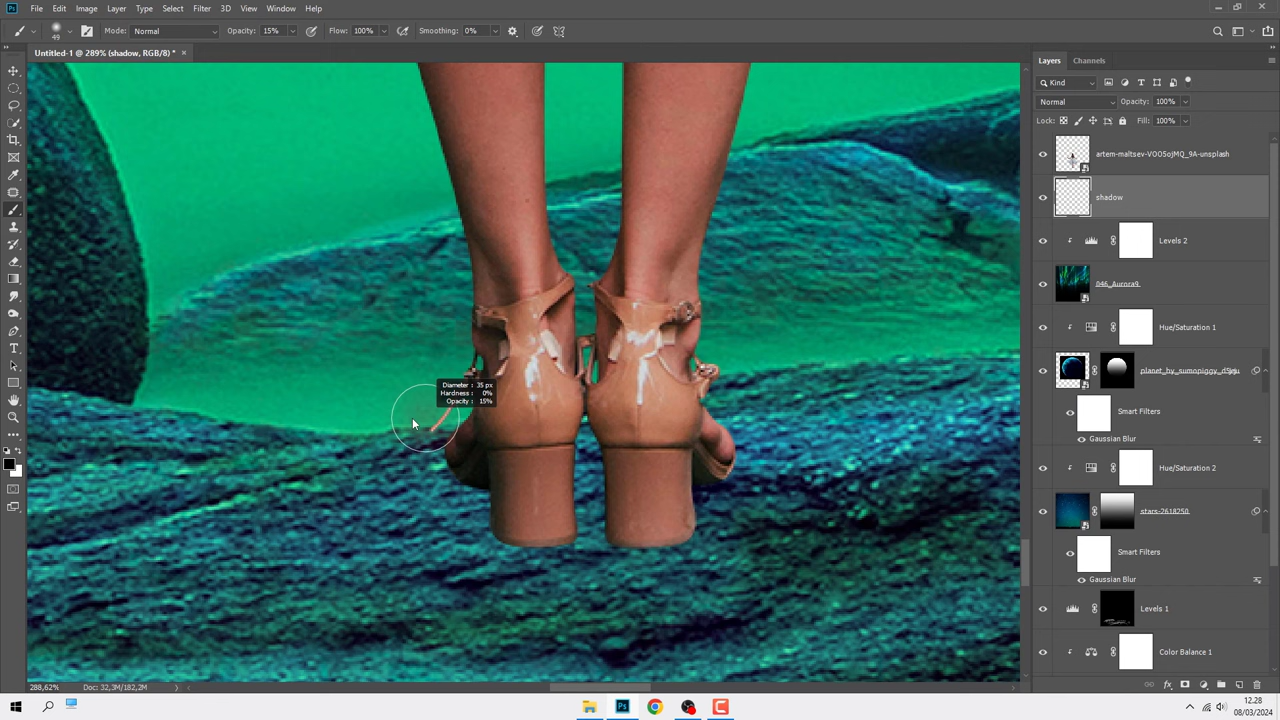 Ps File Edit Image Layer Type Select Filter 3D View Window Help
49 Mode: Normal Opacity: 15% Flow: 100% Smoothing: 0%
Untitled-1 @ 289% (shadow, RGB/8) * ×
Layers Channels
Kind
Normal Opacity: 100%
Lock: Fill: 100%
artem-maltsev-VOO5ojMQ_9A-unsplash
shadow
Levels 2
046_Aurora9
Hue/Saturation 1
Smart Filters
Gaussian Blur
Hue/Saturation 2
stars-2618250
Smart Filters
Gaussian Blur
Levels 1
Color Balance 1
Diameter : 35 px
Hardness : 0%
Opacity : 15%
288,62% Doc: 32,3M/182,2M
12.28
08/03/2024